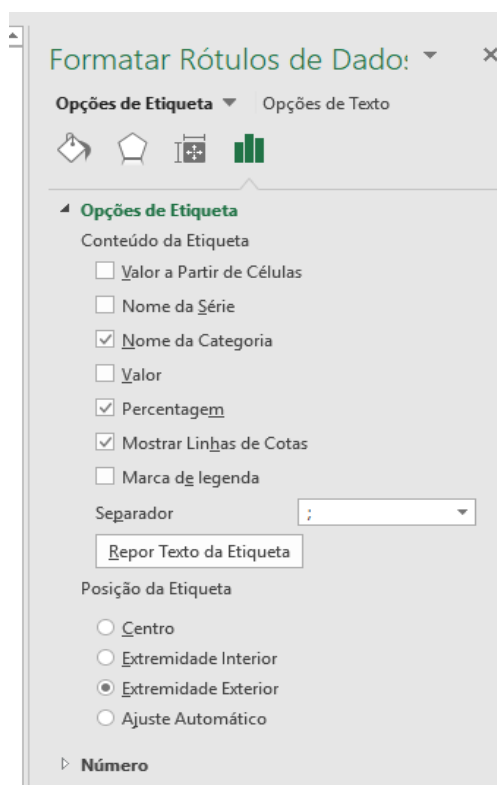 Formatar Rótulos de Dados
Opções de Etiqueta Opções de Texto
Opções de Etiqueta
Conteúdo da Etiqueta
Valor a Partir de Células
Nome da Série
Nome da Categoria
Valor
Percentagem
Mostrar Linhas de Cotas
Marca de legenda
Separador ;
Repor Texto da Etiqueta
Posição da Etiqueta
Centro
Extremidade Interior
Extremidade Exterior
Ajuste Automático
Número